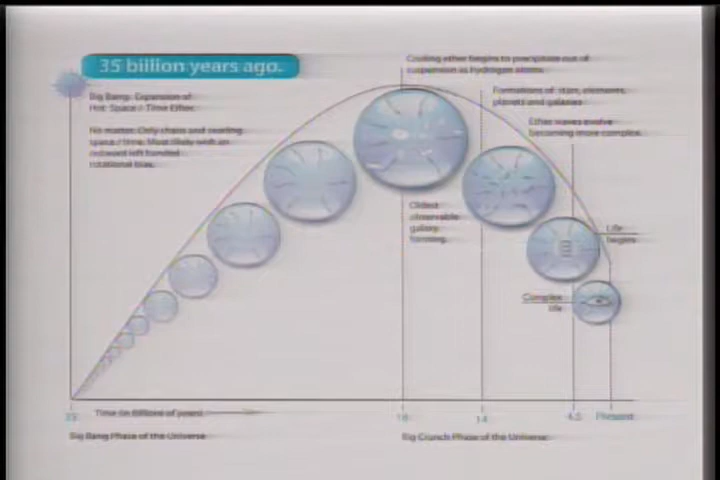 35 billion years ago.
Big Bang: Expansion of
Hot Space / Time Ether.
No matter. Only chaos and swirling
space / time. Most likely with an
outward left handed
rotational bias.
Cooling ether begins to precipitate out of
suspension as Hydrogen atoms.
Formations of stars, elements,
planets and galaxies
Ether waves evolve
becoming more complex.
Oldest
observable
galaxy
forming.
Life
begins
Complex
life
35
Time (in Billions of years)
16
14
4.5
Present
Big Bang Phase of the Universe
Big Crunch Phase of the Universe